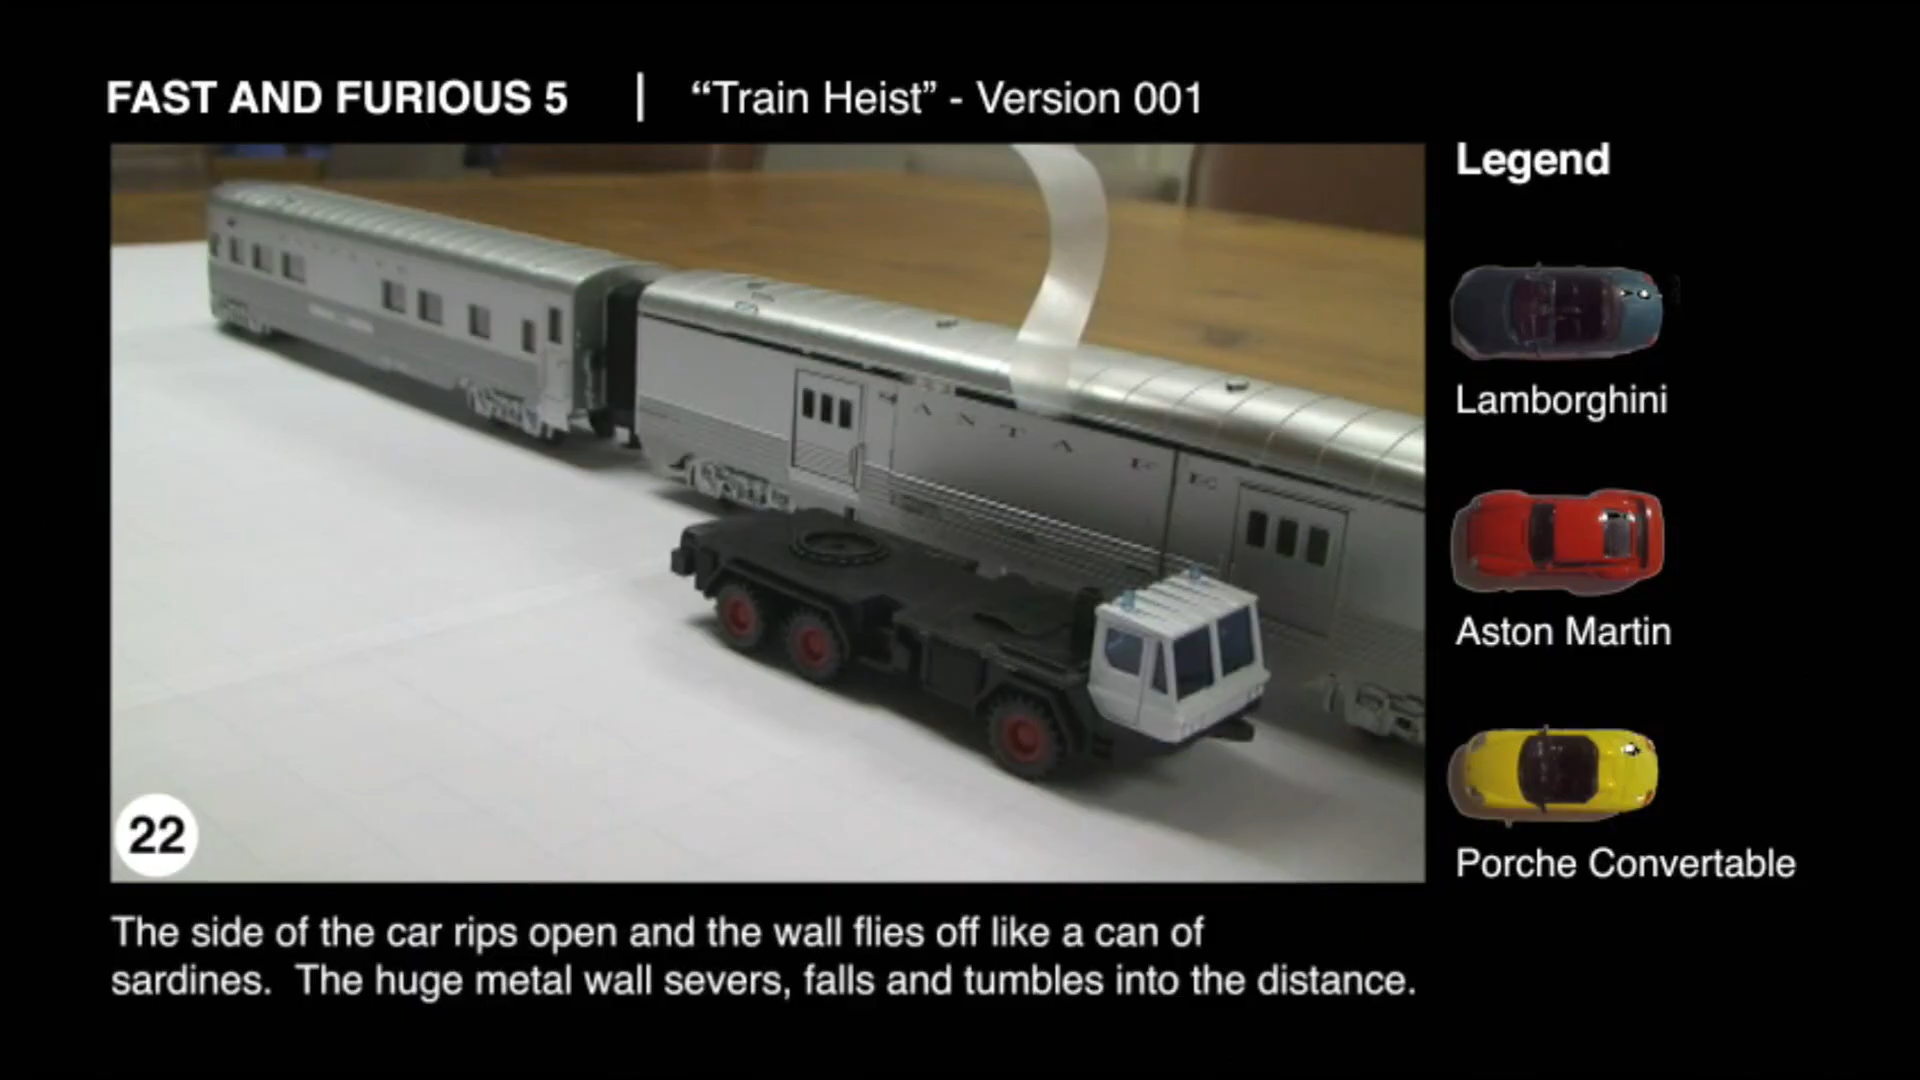 FAST AND FURIOUS 5 | “Train Heist” - Version 001
Legend
ANTA FE
Lamborghini
Aston Martin
Porche Convertable
22
The side of the car rips open and the wall flies off like a can of
sardines.  The huge metal wall severs, falls and tumbles into the distance.